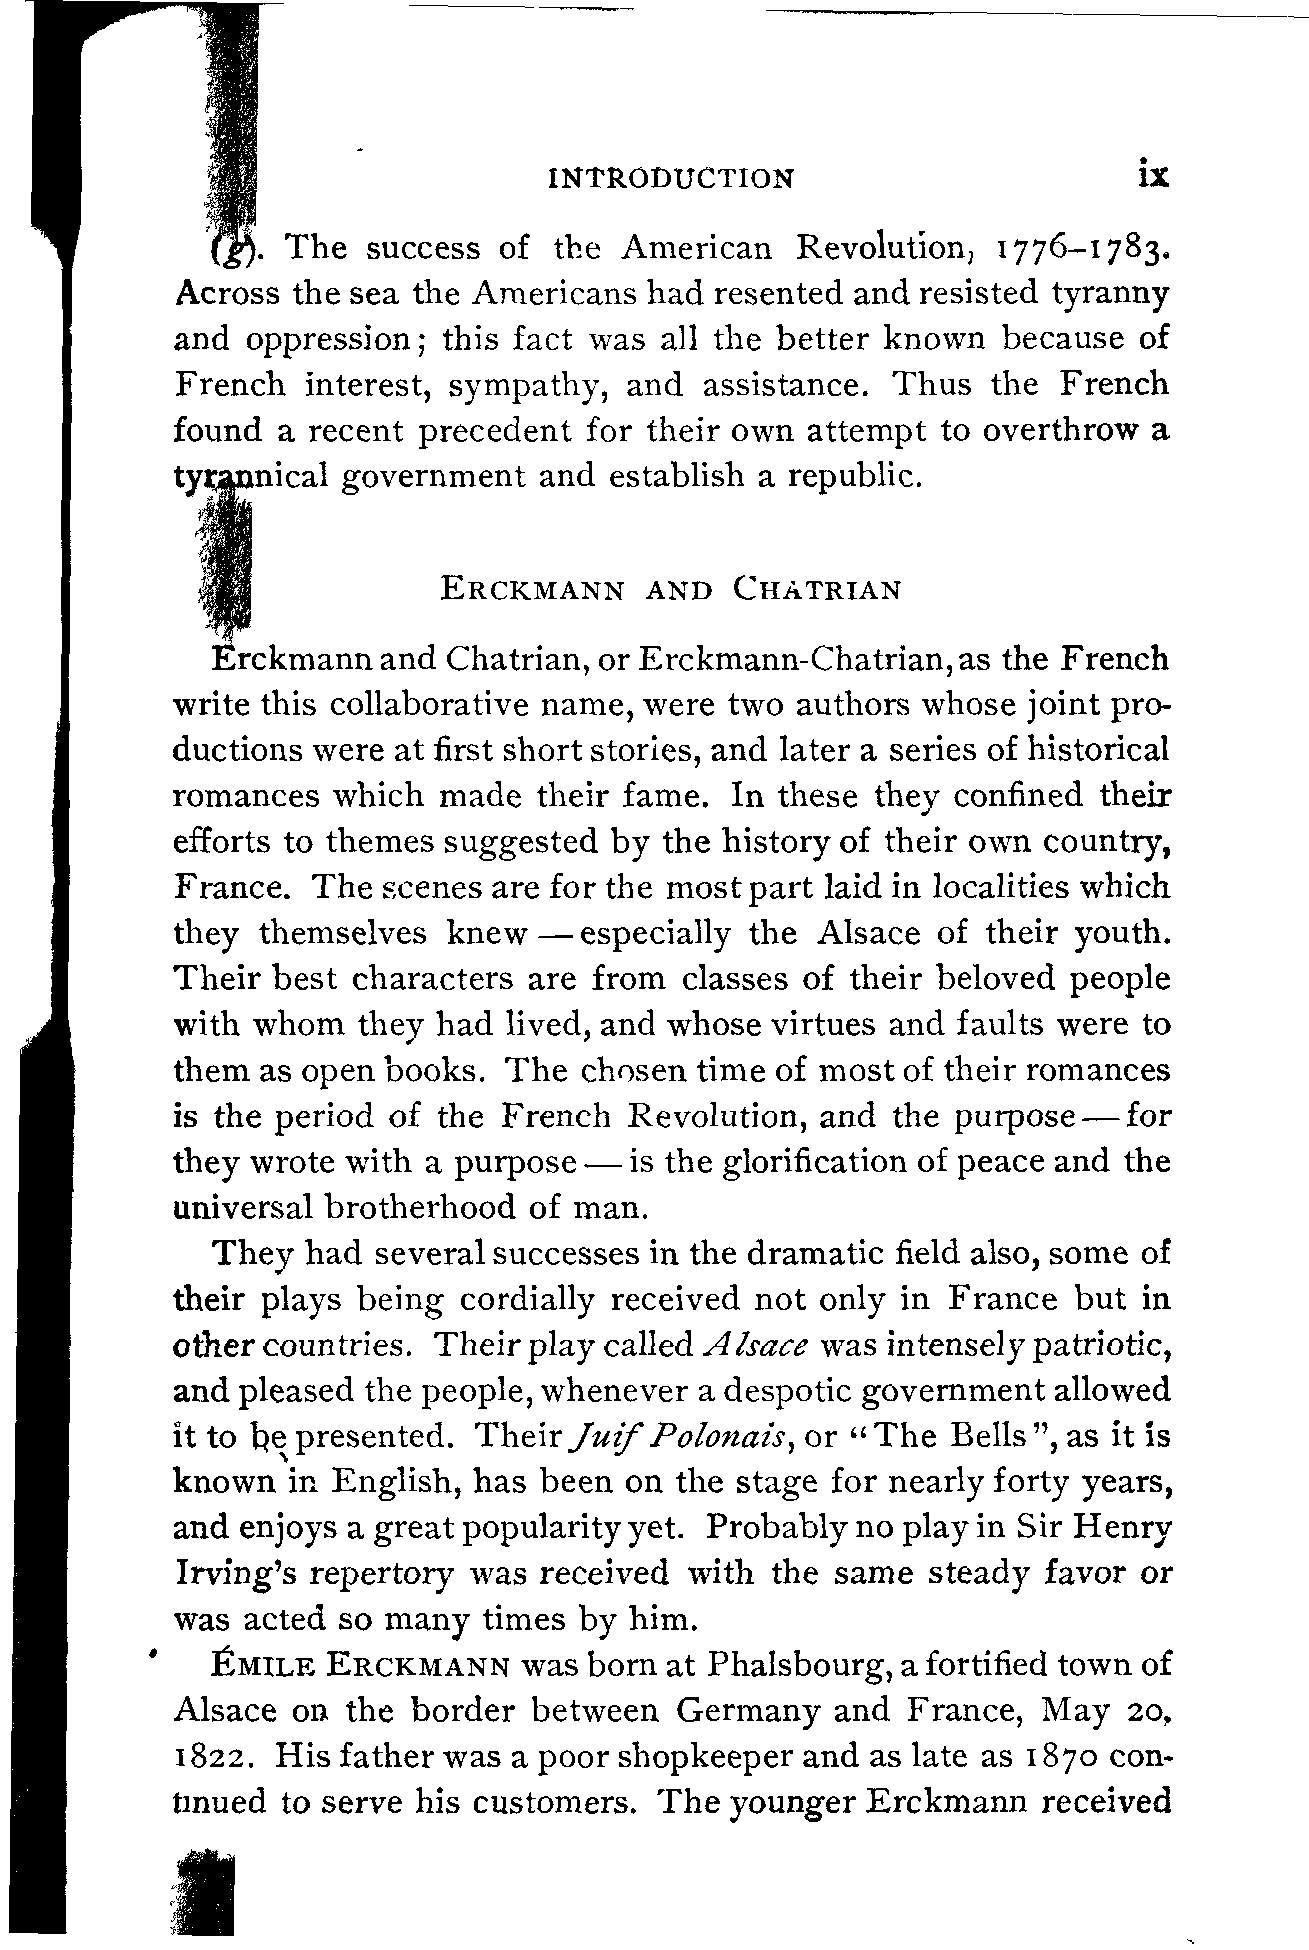 INTRODUCTION ix
(g). The success of the American Revolution, 1776–1783.
Across the sea the Americans had resented and resisted tyranny
and oppression; this fact was all the better known because of
French interest, sympathy, and assistance. Thus the French
found a recent precedent for their own attempt to overthrow a
tyrannical government and establish a republic.
ERCKMANN AND CHATRIAN
Erckmann and Chatrian, or Erckmann-Chatrian, as the French
write this collaborative name, were two authors whose joint pro-
ductions were at first short stories, and later a series of historical
romances which made their fame. In these they confined their
efforts to themes suggested by the history of their own country,
France. The scenes are for the most part laid in localities which
they themselves knew — especially the Alsace of their youth.
Their best characters are from classes of their beloved people
with whom they had lived, and whose virtues and faults were to
them as open books. The chosen time of most of their romances
is the period of the French Revolution, and the purpose — for
they wrote with a purpose — is the glorification of peace and the
universal brotherhood of man.
They had several successes in the dramatic field also, some of
their plays being cordially received not only in France but in
other countries. Their play called Alsace was intensely patriotic,
and pleased the people, whenever a despotic government allowed
it to be presented. Their Juif Polonais, or “The Bells”, as it is
known in English, has been on the stage for nearly forty years,
and enjoys a great popularity yet. Probably no play in Sir Henry
Irving's repertory was received with the same steady favor or
was acted so many times by him.
ÉMILE ERCKMANN was born at Phalsbourg, a fortified town of
Alsace on the border between Germany and France, May 20,
1822. His father was a poor shopkeeper and as late as 1870 con-
tinued to serve his customers. The younger Erckmann received